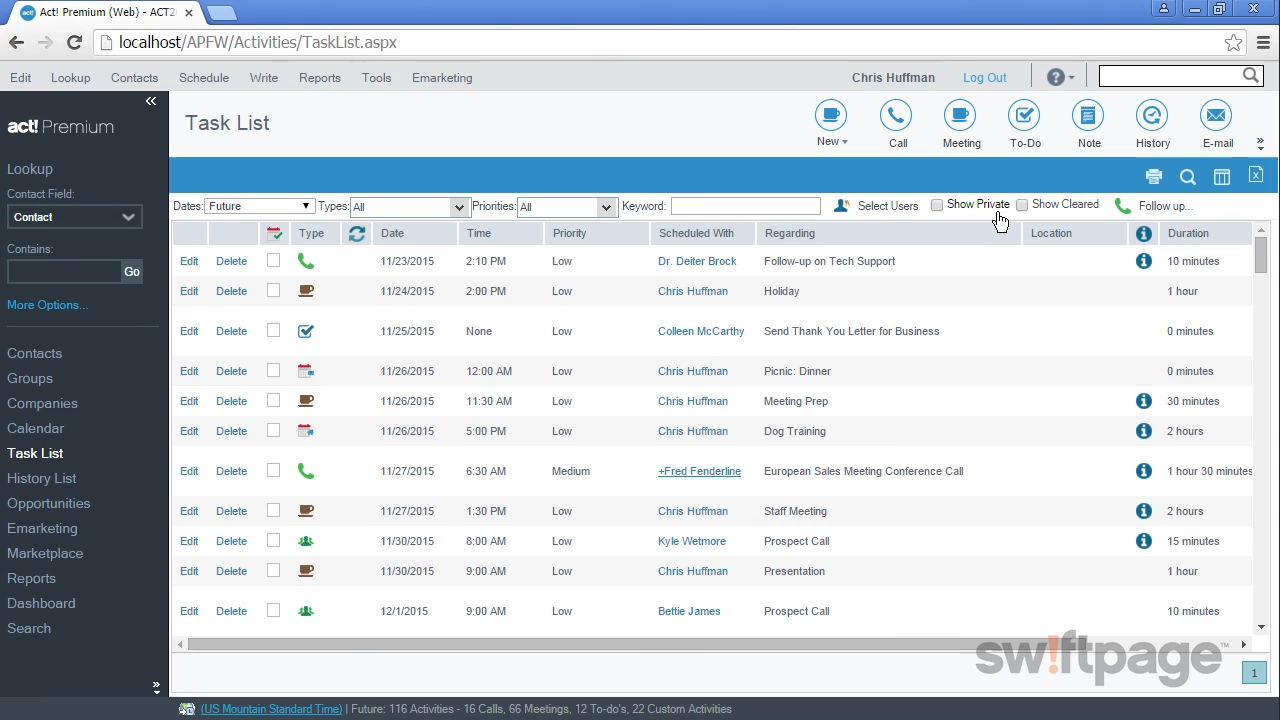 Act! Premium (Web) - ACT2
localhost/APFW/Activities/TaskList.aspx
Edit Lookup Contacts Schedule Write Reports Tools Emarketing Chris Huffman Log Out ?
act! Premium
Task List
New Call Meeting To-Do Note History E-mail
Lookup
Contact Field:
Contact
Contains:
Go
More Options...
Contacts
Groups
Companies
Calendar
Task List
History List
Opportunities
Emarketing
Marketplace
Reports
Dashboard
Search
Dates: Future Types: All Priorities: All Keyword: Select Users Show Private Show Cleared Follow up...
Type Date Time Priority Scheduled With Regarding Location Duration
Edit Delete 11/23/2015 2:10 PM Low Dr. Deiter Brock Follow-up on Tech Support 10 minutes
Edit Delete 11/24/2015 2:00 PM Low Chris Huffman Holiday 1 hour
Edit Delete 11/25/2015 None Low Colleen McCarthy Send Thank You Letter for Business 0 minutes
Edit Delete 11/26/2015 12:00 AM Low Chris Huffman Picnic: Dinner 0 minutes
Edit Delete 11/26/2015 11:30 AM Low Chris Huffman Meeting Prep 30 minutes
Edit Delete 11/26/2015 5:00 PM Low Chris Huffman Dog Training 2 hours
Edit Delete 11/27/2015 6:30 AM Medium +Fred Fenderline European Sales Meeting Conference Call 1 hour 30 minutes
Edit Delete 11/27/2015 1:30 PM Low Chris Huffman Staff Meeting 2 hours
Edit Delete 11/30/2015 8:00 AM Low Kyle Wetmore Prospect Call 15 minutes
Edit Delete 11/30/2015 9:00 AM Low Chris Huffman Presentation 1 hour
Edit Delete 12/1/2015 9:00 AM Low Bettie James Prospect Call 10 minutes
sw!ftpage™
1
(US Mountain Standard Time) | Future: 116 Activities - 16 Calls, 66 Meetings, 12 To-do's, 22 Custom Activities